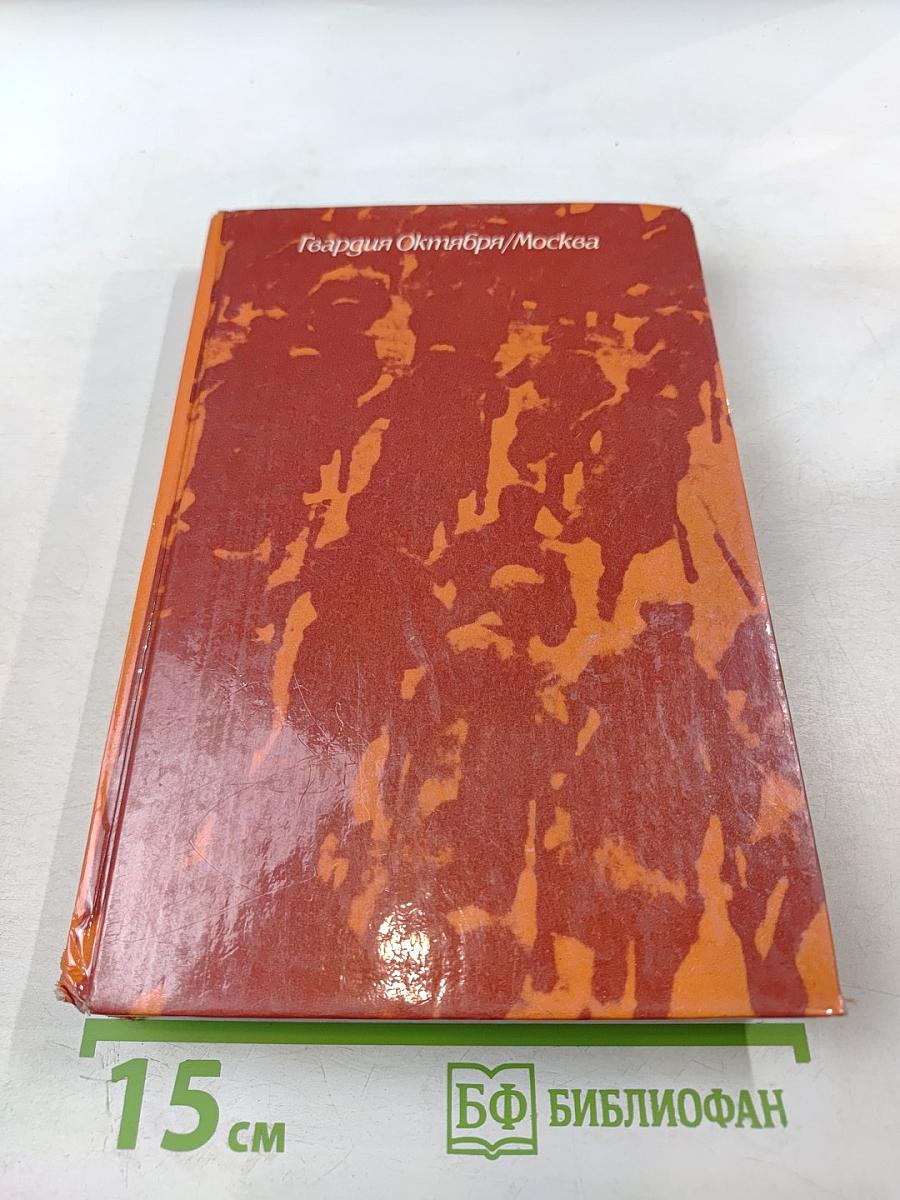 Гвардия Октября/Москва
15 см
БФ БИБЛИОФАН